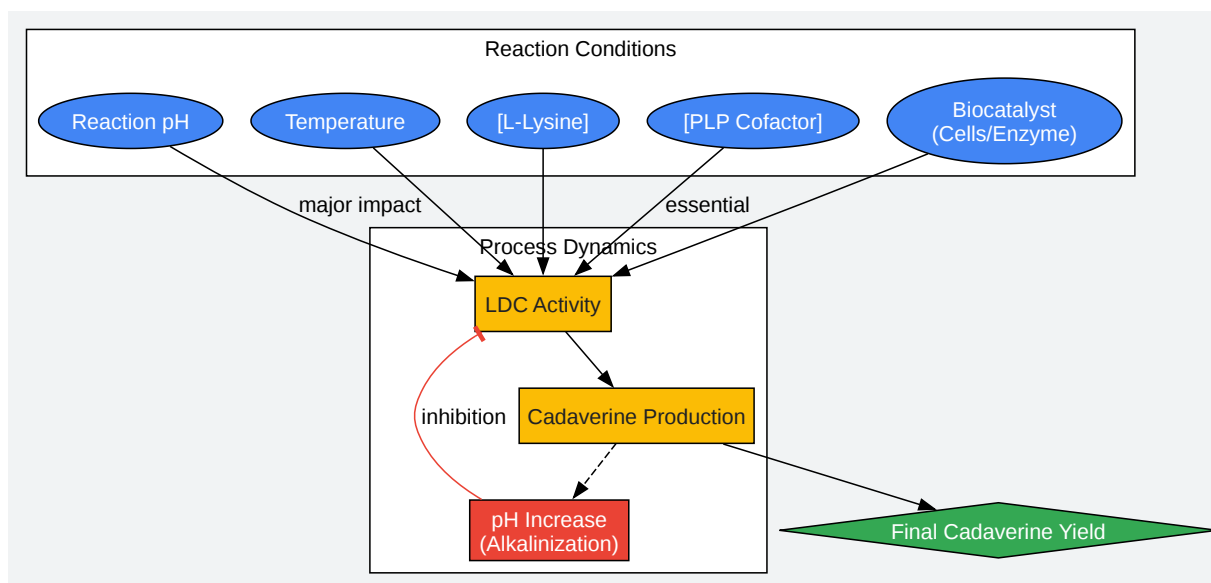 Reaction Conditions
Reaction pH
Temperature
[L-Lysine]
[PLP Cofactor]
Biocatalyst
(Cells/Enzyme)
major impact
essential
Process Dynamics
LDC Activity
inhibition
Cadaverine Production
pH Increase
(Alkalinization)
Final Cadaverine Yield